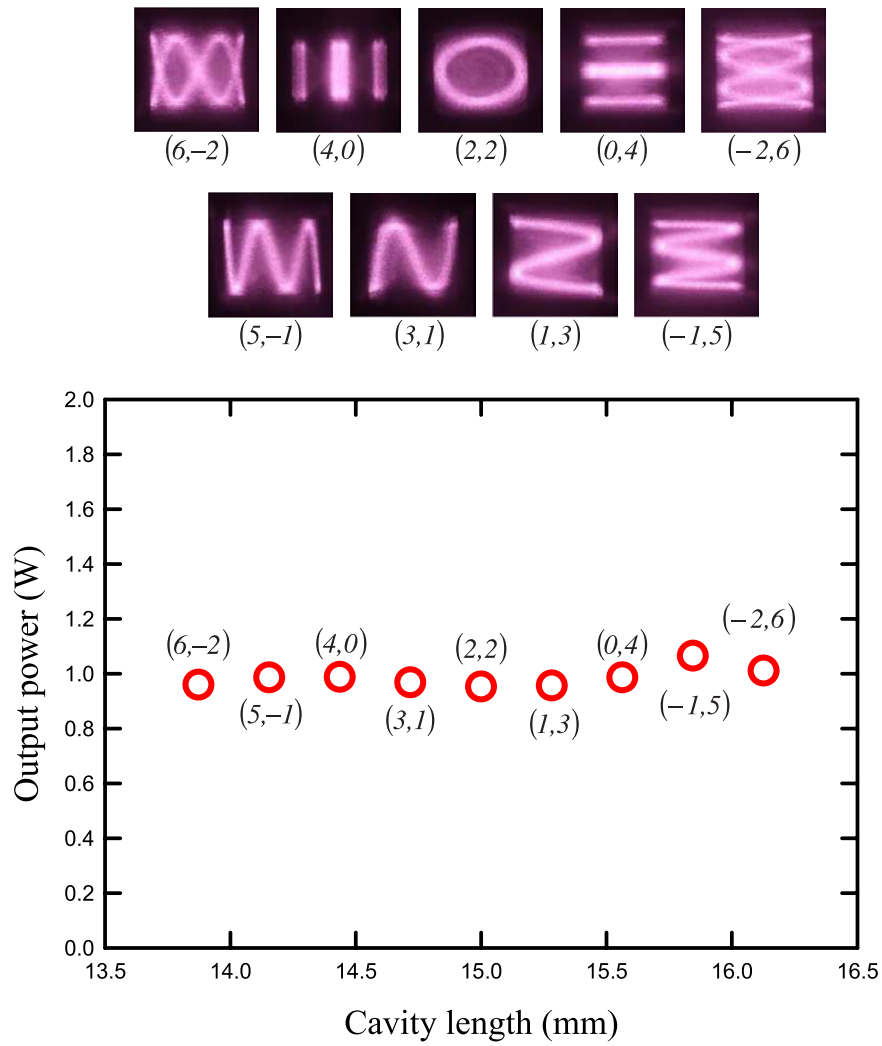 (6,−2) (4,0) (2,2) (0,4) (−2,6)
(5,−1) (3,1) (1,3) (−1,5)
2.0
1.8
1.6
1.4
1.2
1.0
0.8
0.6
0.4
0.2
0.0
Output power (W)
(6,−2) (4,0) (2,2) (0,4) (−2,6)
(5,−1) (3,1) (1,3) (−1,5)
13.5 14.0 14.5 15.0 15.5 16.0 16.5
Cavity length (mm)